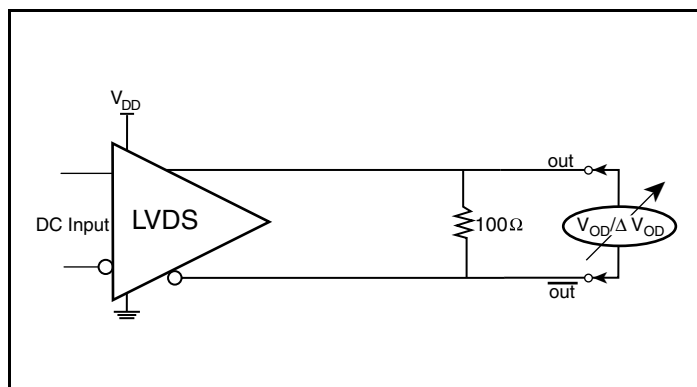 V_DD
out
DC Input
LVDS
100Ω
V_OD/Δ V_OD
out